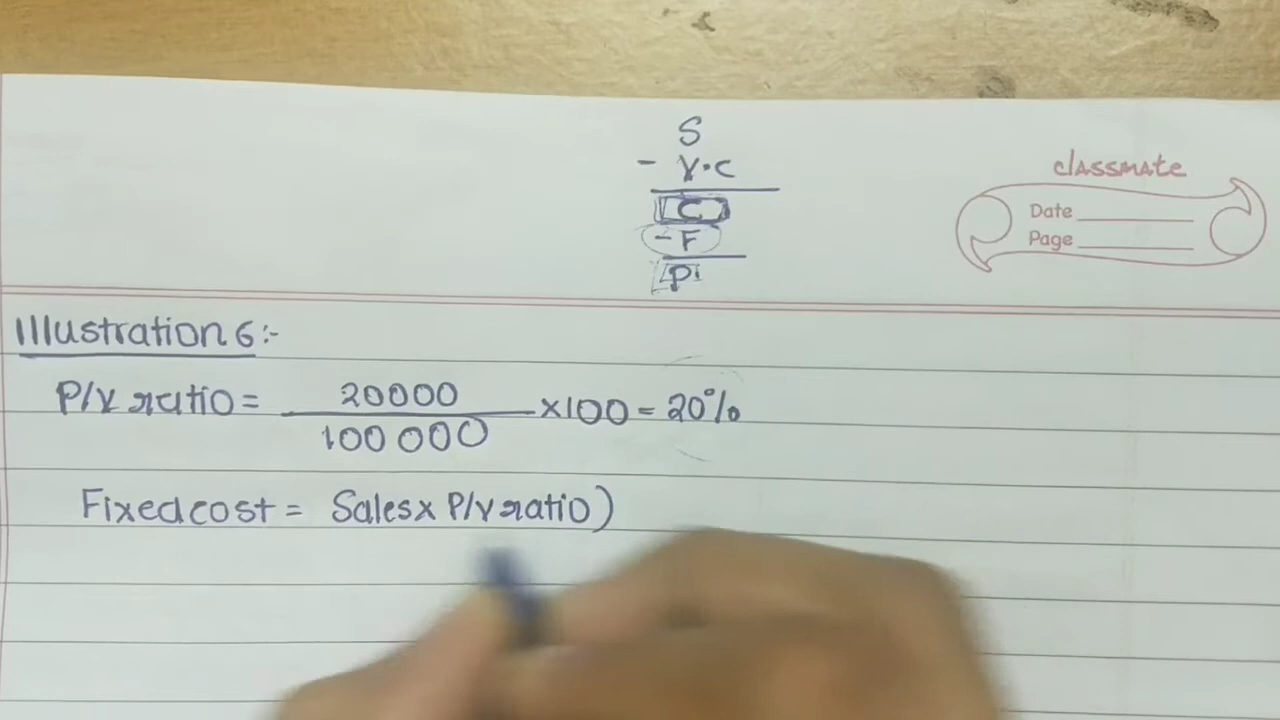 S
- V.C
C
- F
P
classmate
Date
Page
Illustration 6:-
P/V ratio = 20000 / 100 000 ×100 = 20%
Fixed cost = Sales x P/V ratio)